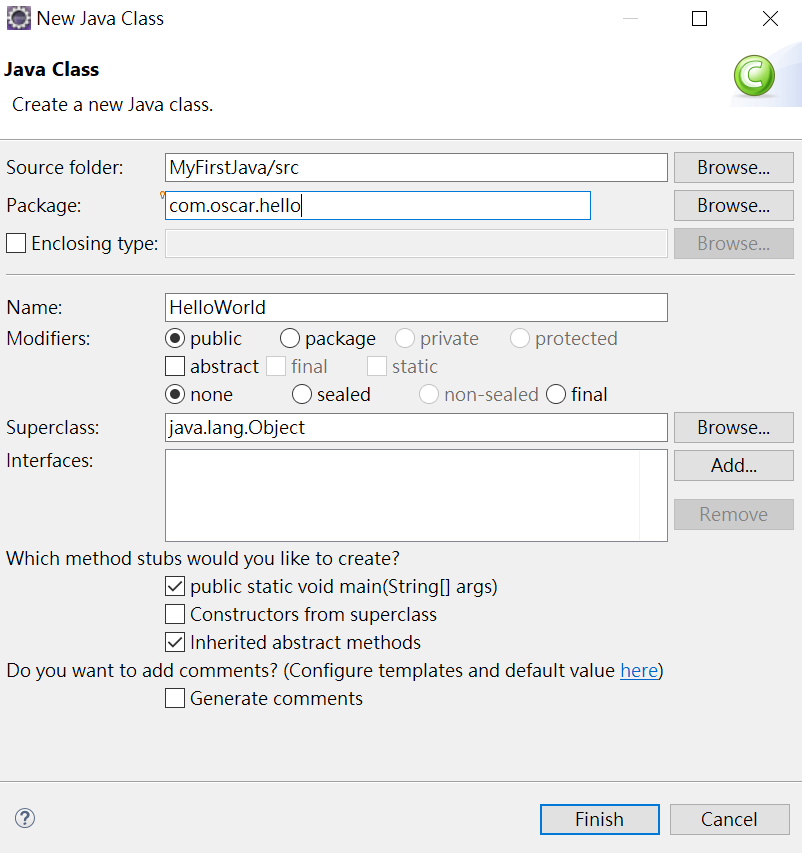 New Java Class
Java Class
Create a new Java class.
C
Source folder: MyFirstJava/src Browse...
Package: com.oscar.hello Browse...
Enclosing type: Browse...
Name: HelloWorld
Modifiers: public package private protected
abstract final static
none sealed non-sealed final
Superclass: java.lang.Object Browse...
Interfaces: Add...
Remove
Which method stubs would you like to create?
public static void main(String[] args)
Constructors from superclass
Inherited abstract methods
Do you want to add comments? (Configure templates and default value here)
Generate comments
? Finish Cancel